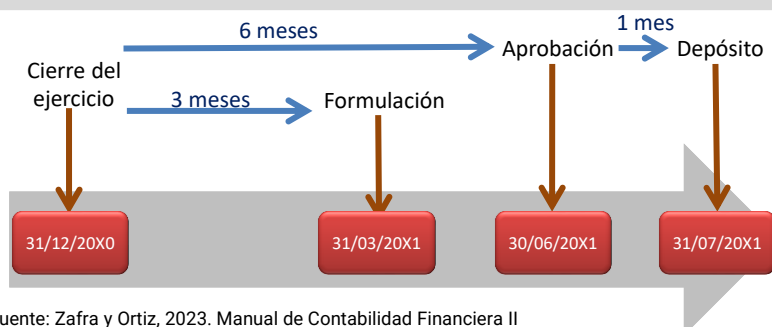 6 meses
1 mes
Aprobación
Depósito
Cierre del
ejercicio
3 meses
Formulación
31/12/20X0
31/03/20X1
30/06/20X1
31/07/20X1
uente: Zafra y Ortiz, 2023. Manual de Contabilidad Financiera II